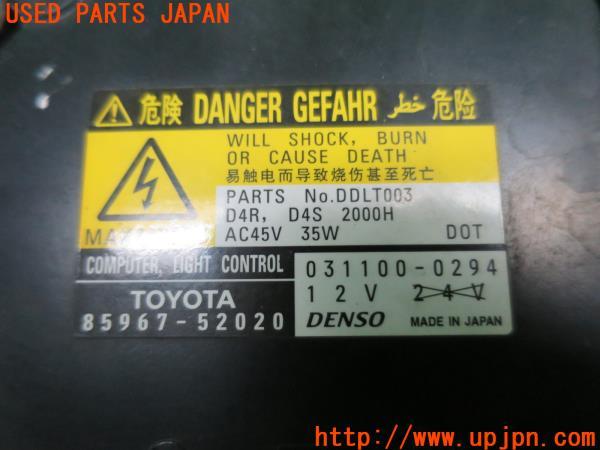 USED PARTS JAPAN
危険 DANGER GEFAHR خطر 危险
WILL SHOCK, BURN
OR CAUSE DEATH
易触电而导致烧伤甚至死亡
PARTS No.DDLT003
D4R, D4S 2000H
AC45V 35W DOT
COMPUTER, LIGHT CONTROL
031100-0294
TOYOTA
12V 24V
85967-52020
DENSO MADE IN JAPAN
UPJ www.upjpn.com